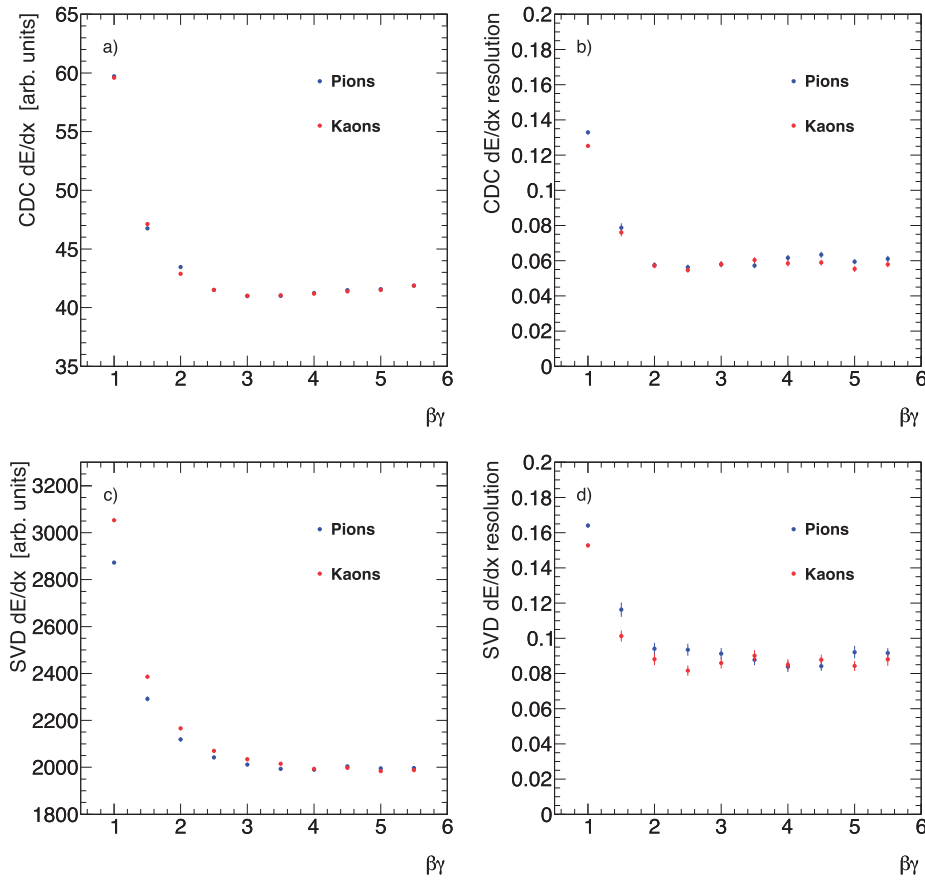 a)
CDC dE/dx [arb. units]
65
60
55
50
45
40
35
Pions
Kaons
1 2 3 4 5 6
βγ
b)
CDC dE/dx resolution
0.2
0.18
0.16
0.14
0.12
0.1
0.08
0.06
0.04
0.02
0
Pions
Kaons
1 2 3 4 5 6
βγ
c)
SVD dE/dx [arb. units]
3200
3000
2800
2600
2400
2200
2000
1800
Pions
Kaons
1 2 3 4 5 6
βγ
d)
SVD dE/dx resolution
0.2
0.18
0.16
0.14
0.12
0.1
0.08
0.06
0.04
0.02
0
Pions
Kaons
1 2 3 4 5 6
βγ